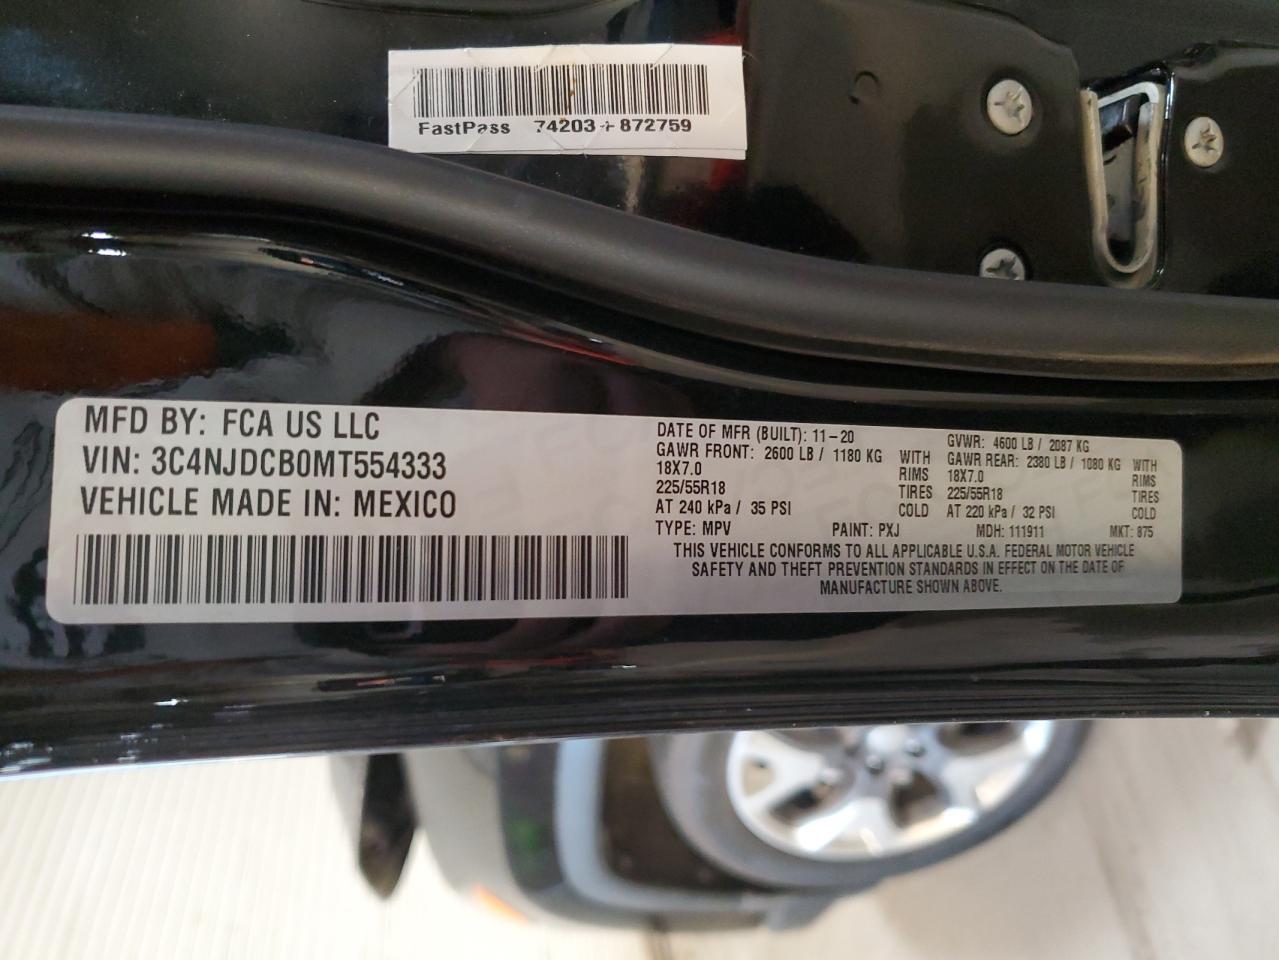 FastPass 74203+872759
MFD BY: FCA US LLC
VIN: 3C4NJDCB0MT554333
VEHICLE MADE IN: MEXICO
DATE OF MFR (BUILT): 11-20
GAWR FRONT: 2600 LB / 1180 KG WITH
18X7.0 RIMS
225/55R18 TIRES
AT 240 kPa / 35 PSI COLD
GVWR: 4600 LB / 2087 KG
GAWR REAR: 2380 LB / 1080 KG WITH
18X7.0 RIMS
225/55R18 TIRES
AT 220 kPa / 32 PSI COLD
TYPE: MPV PAINT: PXJ MDH: 111911 MKT: 875
THIS VEHICLE CONFORMS TO ALL APPLICABLE U.S.A. FEDERAL MOTOR VEHICLE
SAFETY AND THEFT PREVENTION STANDARDS IN EFFECT ON THE DATE OF
MANUFACTURE SHOWN ABOVE.